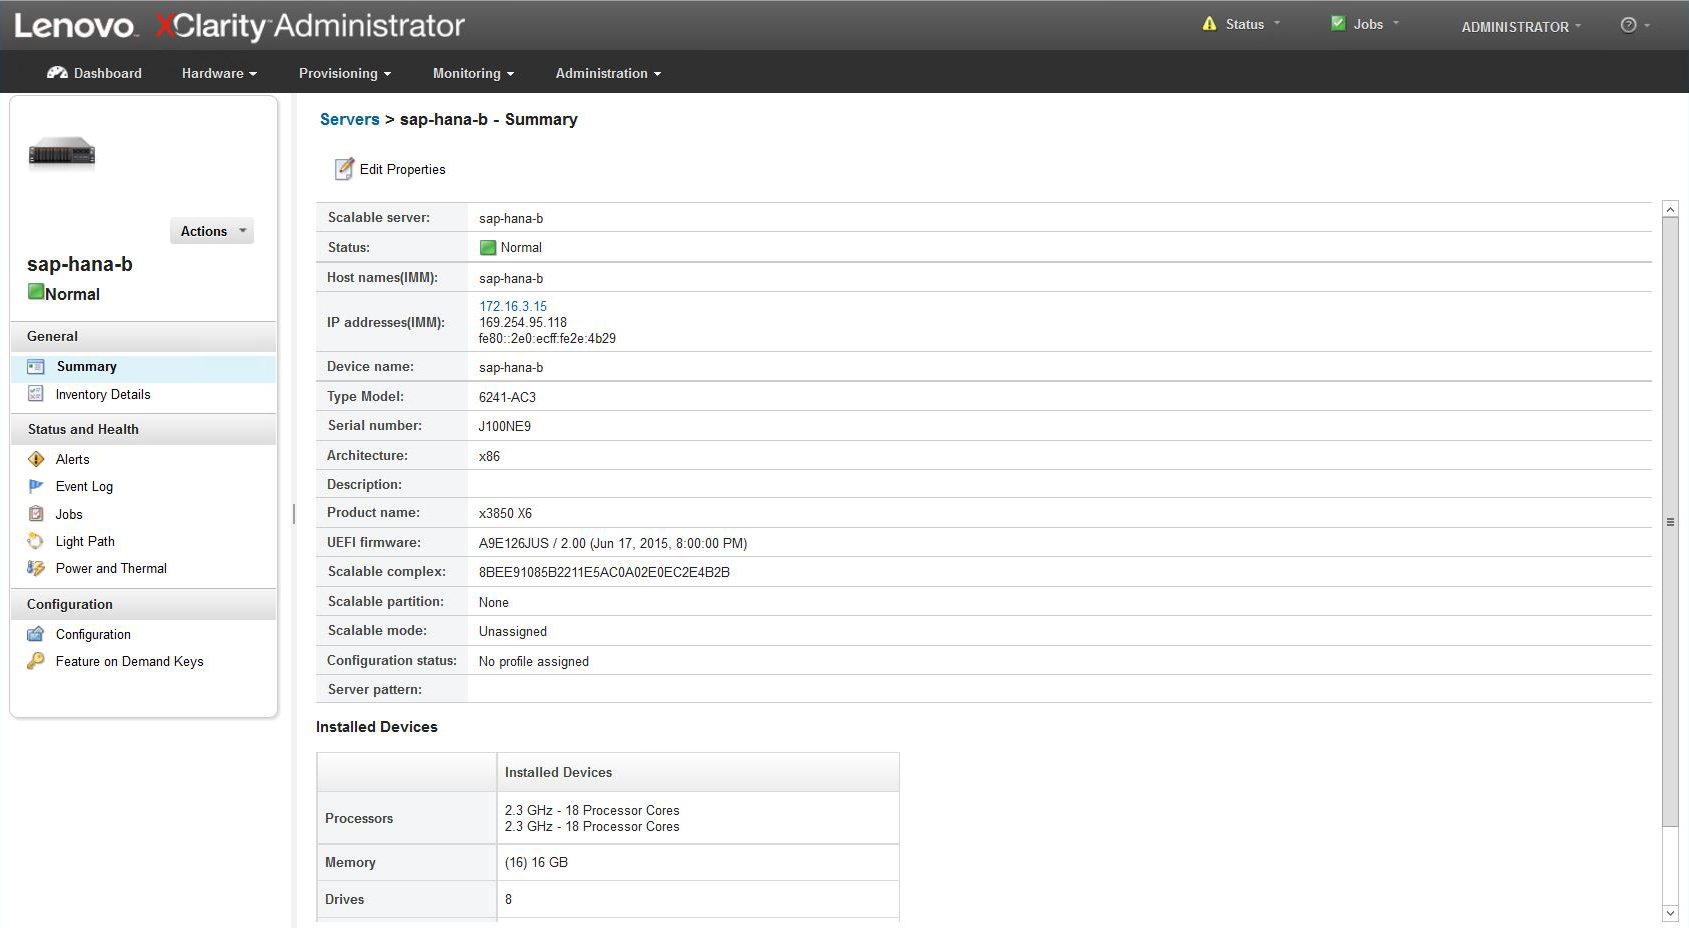 Lenovo™ XClarity™ Administrator
Status
Jobs
ADMINISTRATOR
?
Dashboard
Hardware
Provisioning
Monitoring
Administration
Actions
sap-hana-b
Normal
General
Summary
Inventory Details
Status and Health
Alerts
Event Log
Jobs
Light Path
Power and Thermal
Configuration
Configuration
Feature on Demand Keys
Servers > sap-hana-b - Summary
Edit Properties
Scalable server: sap-hana-b
Status: Normal
Host names(IMM): sap-hana-b
IP addresses(IMM): 172.16.3.15
169.254.95.118
fe80::2e0:ecff:fe2e:4b29
Device name: sap-hana-b
Type Model: 6241-AC3
Serial number: J100NE9
Architecture: x86
Description:
Product name: x3850 X6
UEFI firmware: A9E126JUS / 2.00 (Jun 17, 2015, 8:00:00 PM)
Scalable complex: 8BEE91085B2211E5AC0A02E0EC2E4B2B
Scalable partition: None
Scalable mode: Unassigned
Configuration status: No profile assigned
Server pattern:
Installed Devices
Installed Devices
Processors 2.3 GHz - 18 Processor Cores
2.3 GHz - 18 Processor Cores
Memory (16) 16 GB
Drives 8